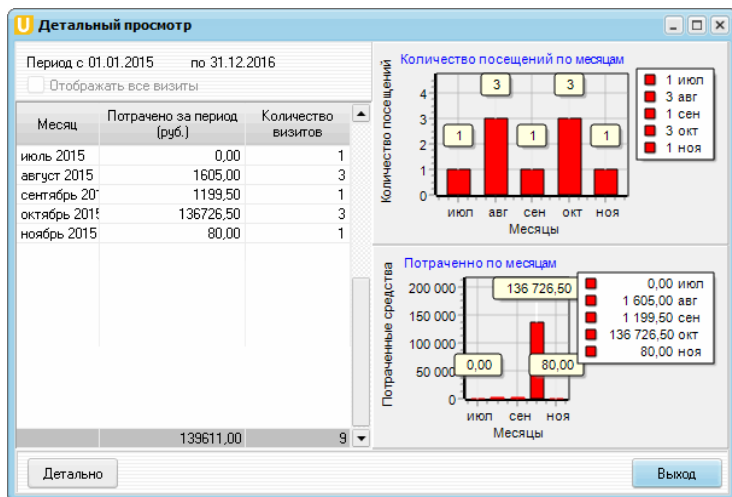 U Детальный просмотр
Период с 01.01.2015 по 31.12.2016
Отображать все визиты
Месяц Потрачено за период (руб.) Количество визитов
июль 2015 0,00 1
август 2015 1605,00 3
сентябрь 20 1199,50 1
октябрь 2015 136726,50 3
ноябрь 2015 80,00 1
139611,00 9
Количество посещений по месяцам
Количество посещений
4
3
2
1
0
1 3 1 3 1
июл авг сен окт ноя
Месяцы
1 июл
3 авг
1 сен
3 окт
1 ноя
Потраченно по месяцам
Потраченные средства
200 000
150 000
100 000
50 000
0
136 726,50
0,00 80,00
июл сен ноя
Месяцы
0,00 июл
1 605,00 авг
1 199,50 сен
136 726,50 окт
80,00 ноя
Детально Выход